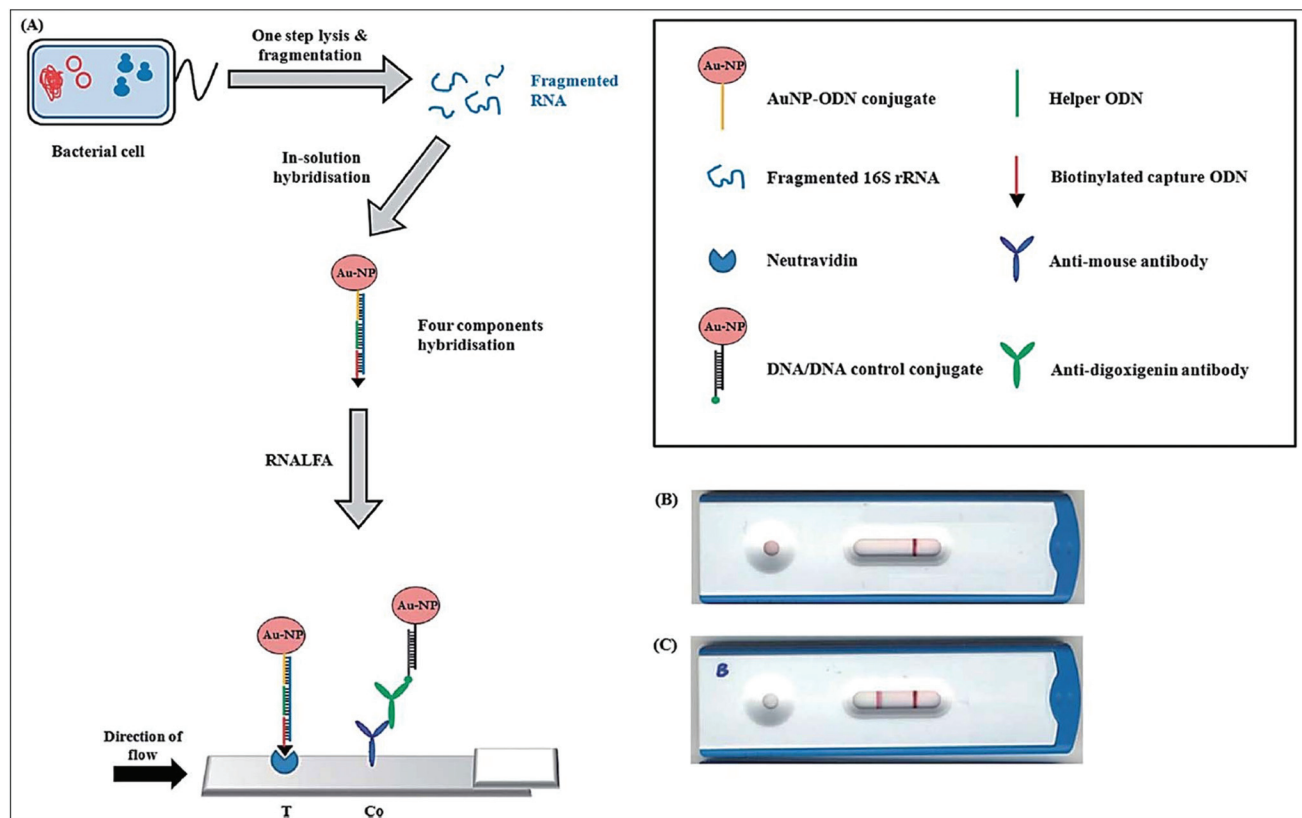 (A)
One step lysis &
fragmentation
Fragmented
RNA
Bacterial cell
In-solution
hybridisation
Au-NP
Four components
hybridisation
RNALFA
Au-NP
Au-NP
Direction of
flow
T
Co
Au-NP
AuNP-ODN conjugate
Helper ODN
Fragmented 16S rRNA
Biotinylated capture ODN
Neutravidin
Anti-mouse antibody
Au-NP
DNA/DNA control conjugate
Anti-digoxigenin antibody
(B)
(C)
B